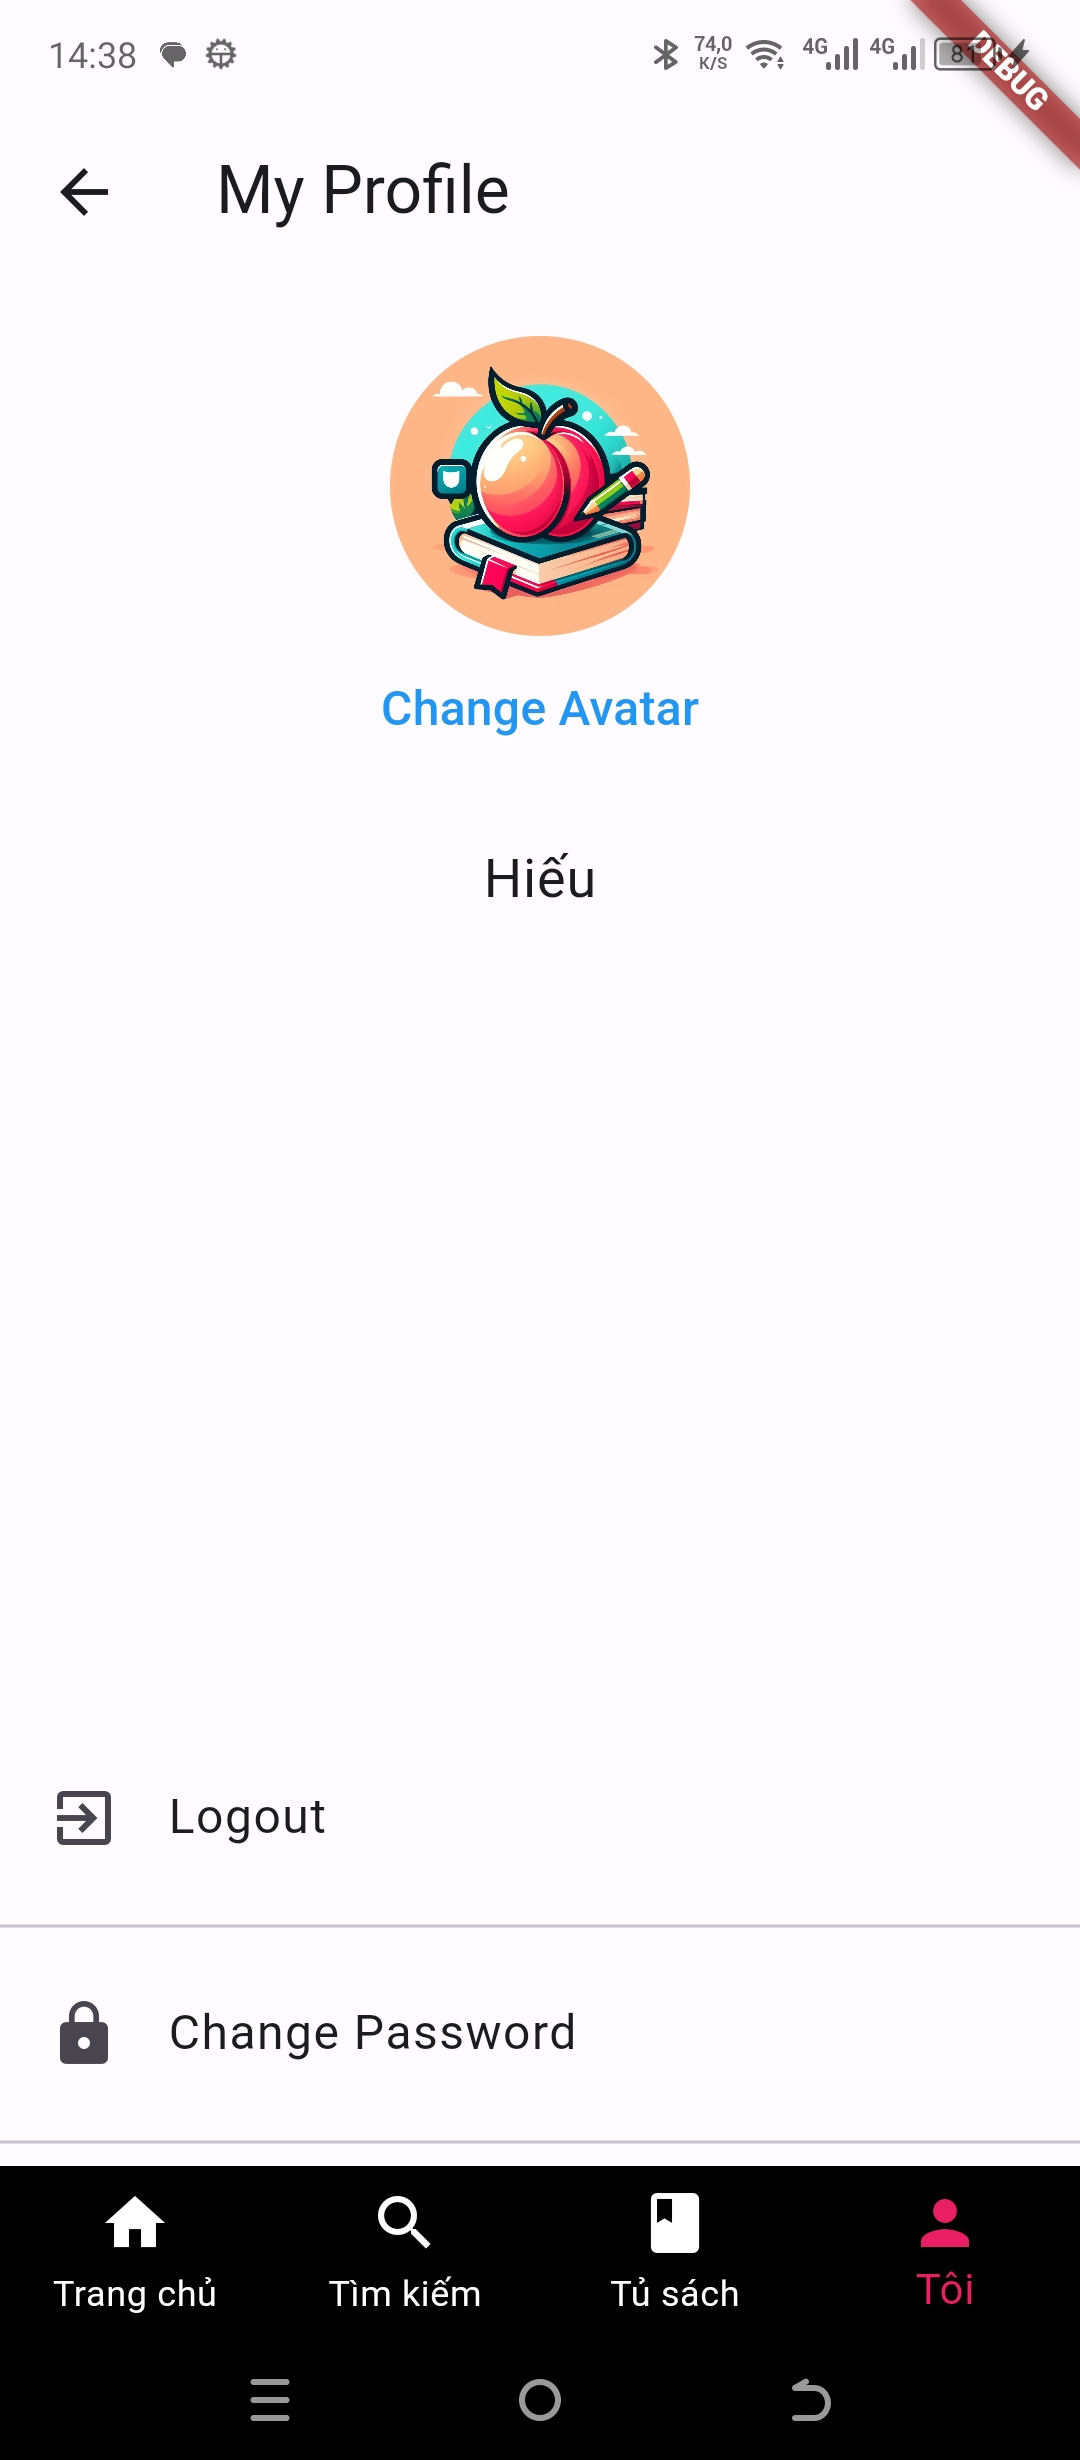 14:38
74,0
K/S
4G
4G
81
DEBUG
My Profile
Change Avatar
Hiếu
Logout
Change Password
Trang chủ
Tìm kiếm
Tủ sách
Tôi